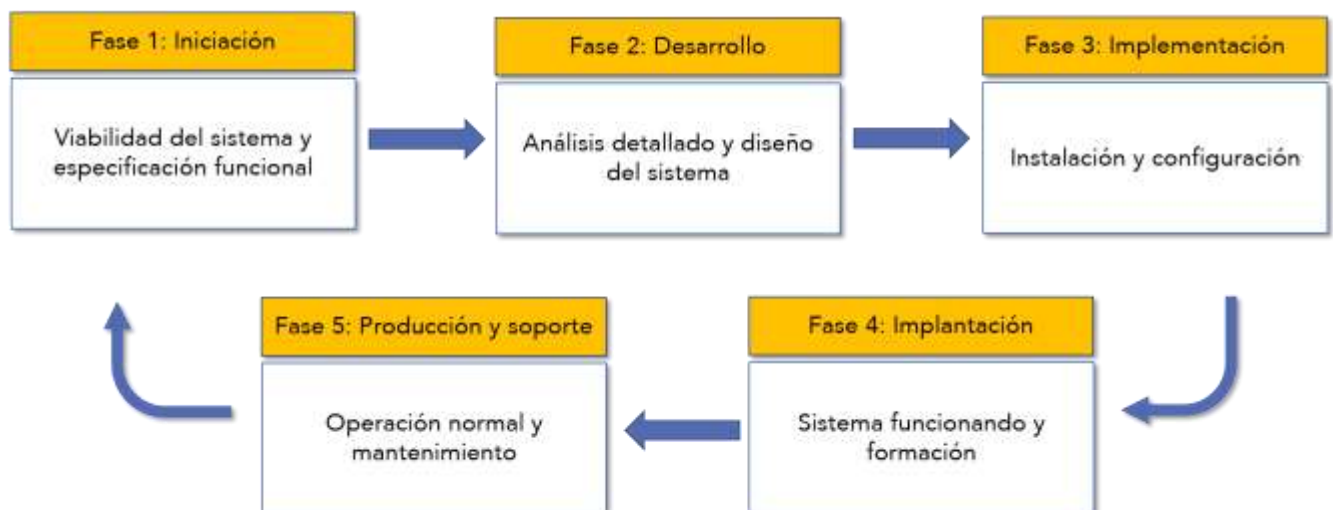 Fase 1: Iniciación
Viabilidad del sistema y
especificación funcional
Fase 2: Desarrollo
Análisis detallado y diseño
del sistema
Fase 3: Implementación
Instalación y configuración
Fase 4: Implantación
Sistema funcionando y
formación
Fase 5: Producción y soporte
Operación normal y
mantenimiento